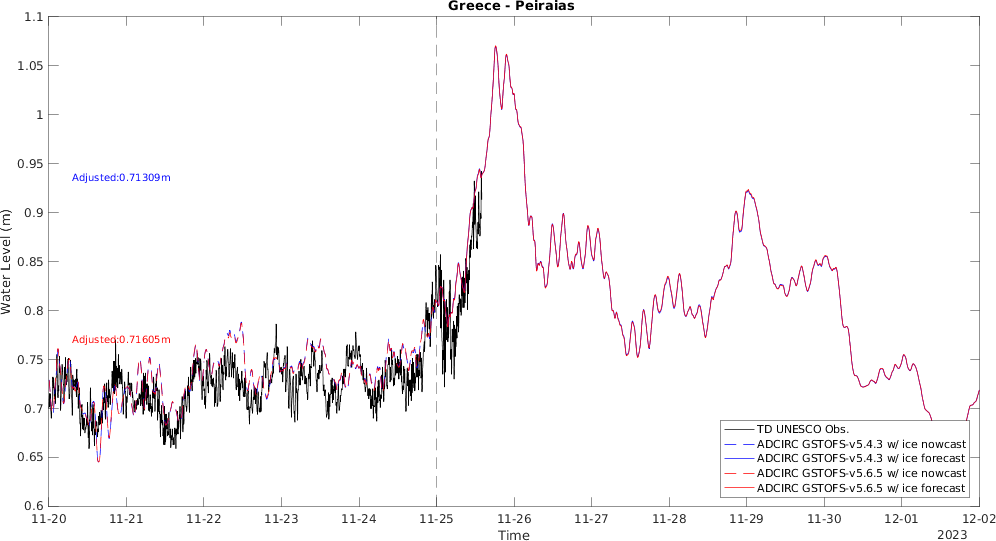 Greece - Peiraias
1.1
1.05
1
0.95
0.9
0.85
0.8
0.75
0.7
0.65
0.6
Water Level (m)
Adjusted:0.71309m
Adjusted:0.71605m
TD UNESCO Obs.
ADCIRC GSTOFS-v5.4.3 w/ ice nowcast
ADCIRC GSTOFS-v5.4.3 w/ ice forecast
ADCIRC GSTOFS-v5.6.5 w/ ice nowcast
ADCIRC GSTOFS-v5.6.5 w/ ice forecast
11-20 11-21 11-22 11-23 11-24 11-25 11-26 11-27 11-28 11-29 11-30 12-01 12-02
Time
2023